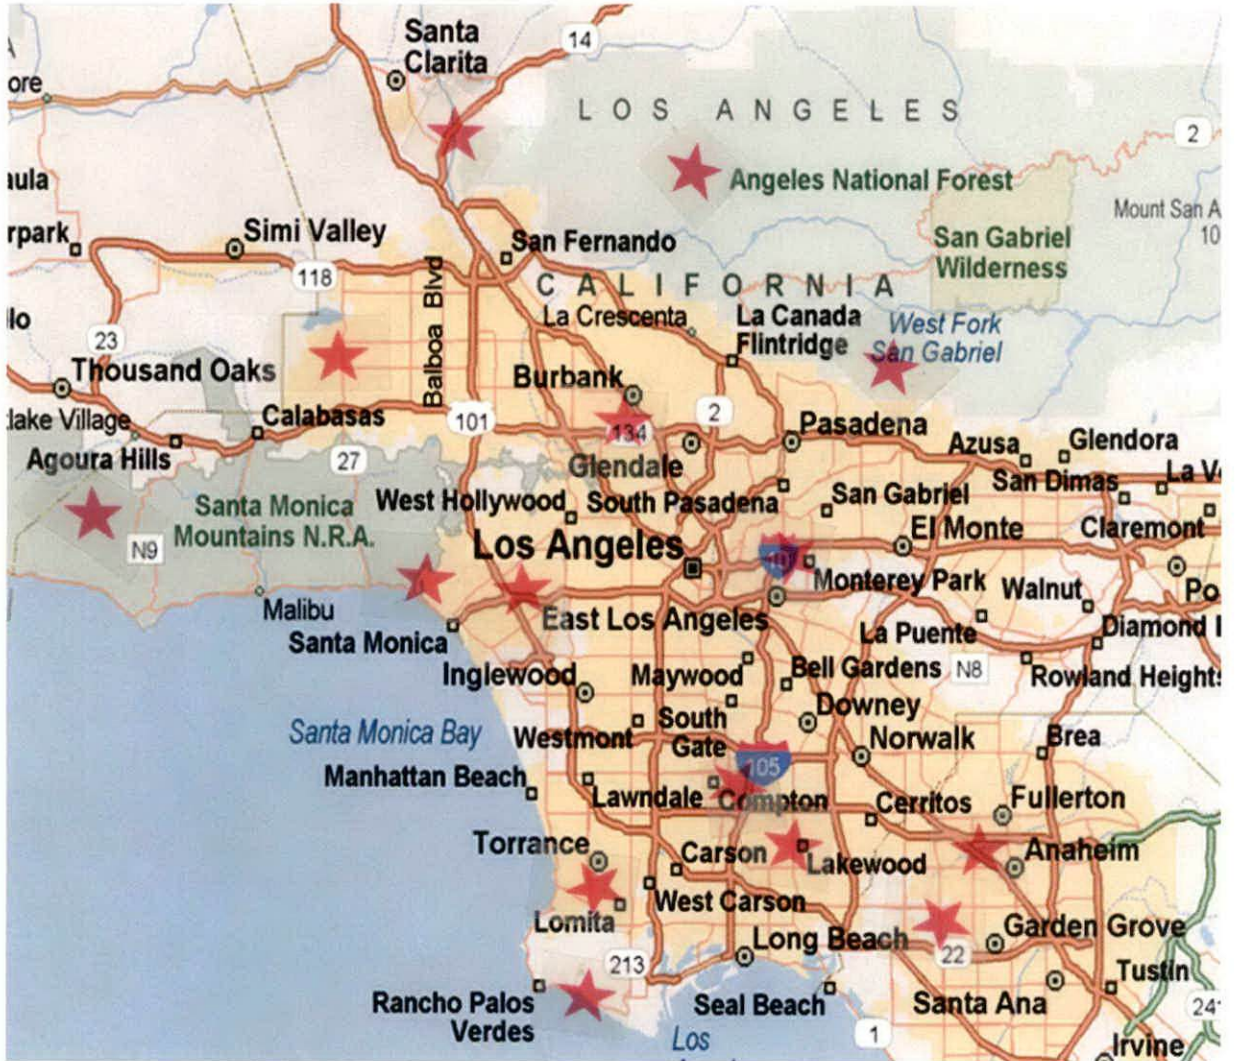 Santa
Clarita
14
L O S   A N G E L E S
ore
2
aula
Angeles National Forest
Mount San A
10
rpark
Simi Valley
San Fernando
San Gabriel
Wilderness
118
Balboa Blvd
C A L I F O R N I A
lo
La Crescenta
La Canada
Flintridge
West Fork
San Gabriel
23
Thousand Oaks
Burbank
lake Village
Calabasas
101
134
2
Pasadena
Azusa
Glendora
Agoura Hills
27
Glendale
San Dimas
La V
Santa Monica
Mountains N.R.A.
West Hollywood
South Pasadena
San Gabriel
N9
Los Angeles
El Monte
Claremont
Malibu
Monterey Park
Walnut
Po
Santa Monica
East Los Angeles
La Puente
Diamond
Inglewood
Maywood
Bell Gardens
N8
Rowland Heights
Santa Monica Bay
Westmont
South
Gate
Downey
Norwalk
Brea
105
Manhattan Beach
Lawndale
Compton
Cerritos
Fullerton
Torrance
Carson
Lakewood
Anaheim
West Carson
Lomita
Long Beach
Garden Grove
22
213
Tustin
Rancho Palos
Verdes
Seal Beach
Santa Ana
24
1
Los
Irvine